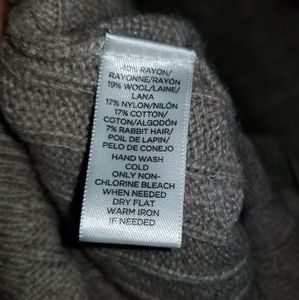 40% RAYON/
RAYONNE/RAYÓN
19% WOOL/LAINE/
LANA
17% NYLON/NILÓN
17% COTTON/
COTON/ALGODÓN
7% RABBIT HAIR/
POIL DE LAPIN/
PELO DE CONEJO
HAND WASH
COLD
ONLY NON-
CHLORINE BLEACH
WHEN NEEDED
DRY FLAT
WARM IRON
IF NEEDED